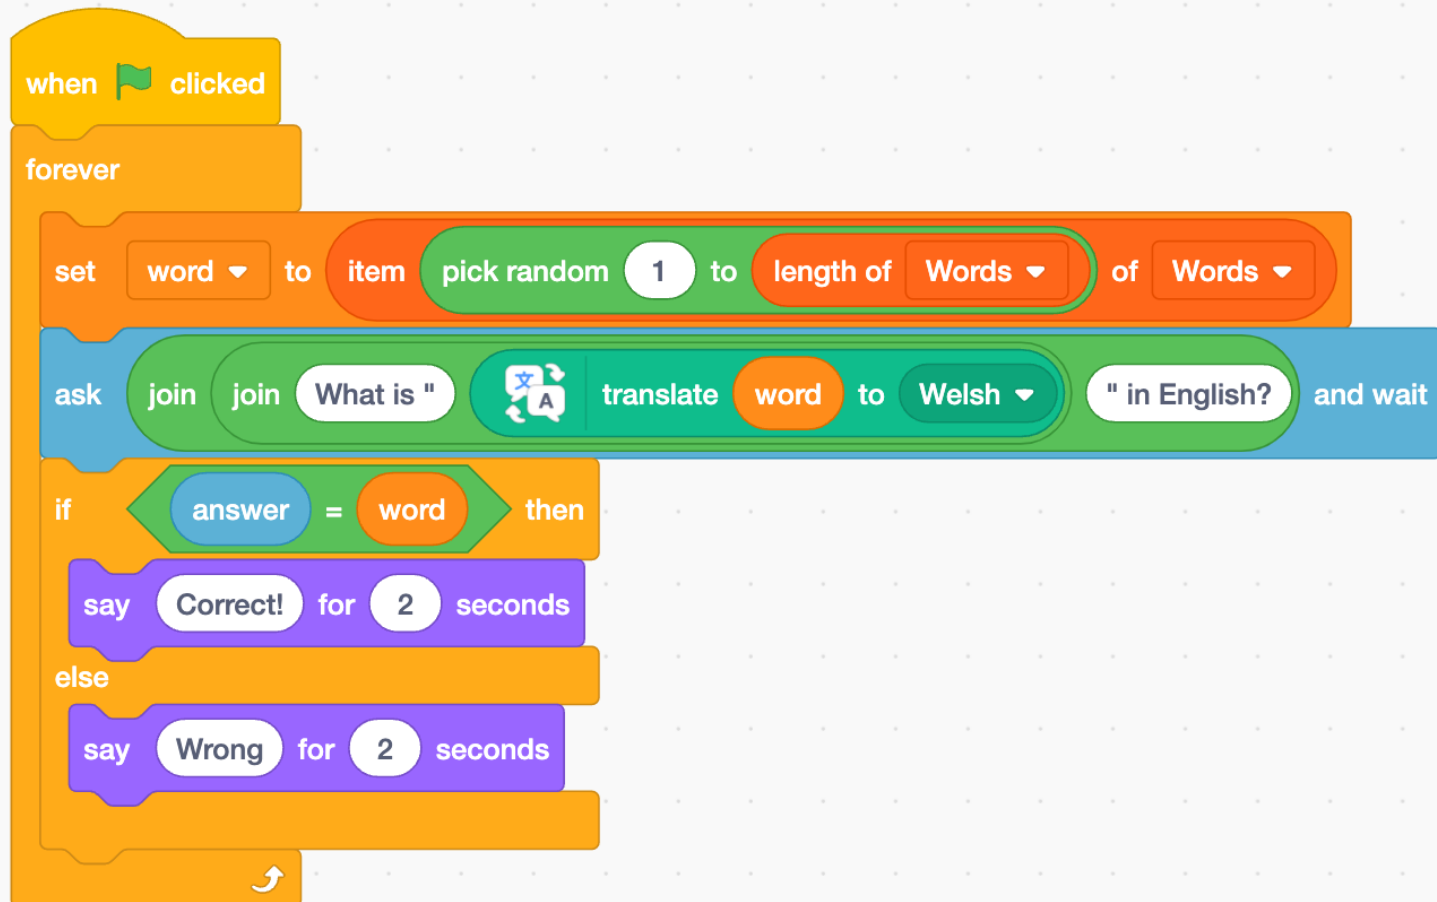 when clicked
forever
set word to item pick random 1 to length of Words of Words
ask join join What is " 文 A translate word to Welsh " in English? and wait
if answer = word then
say Correct! for 2 seconds
else
say Wrong for 2 seconds